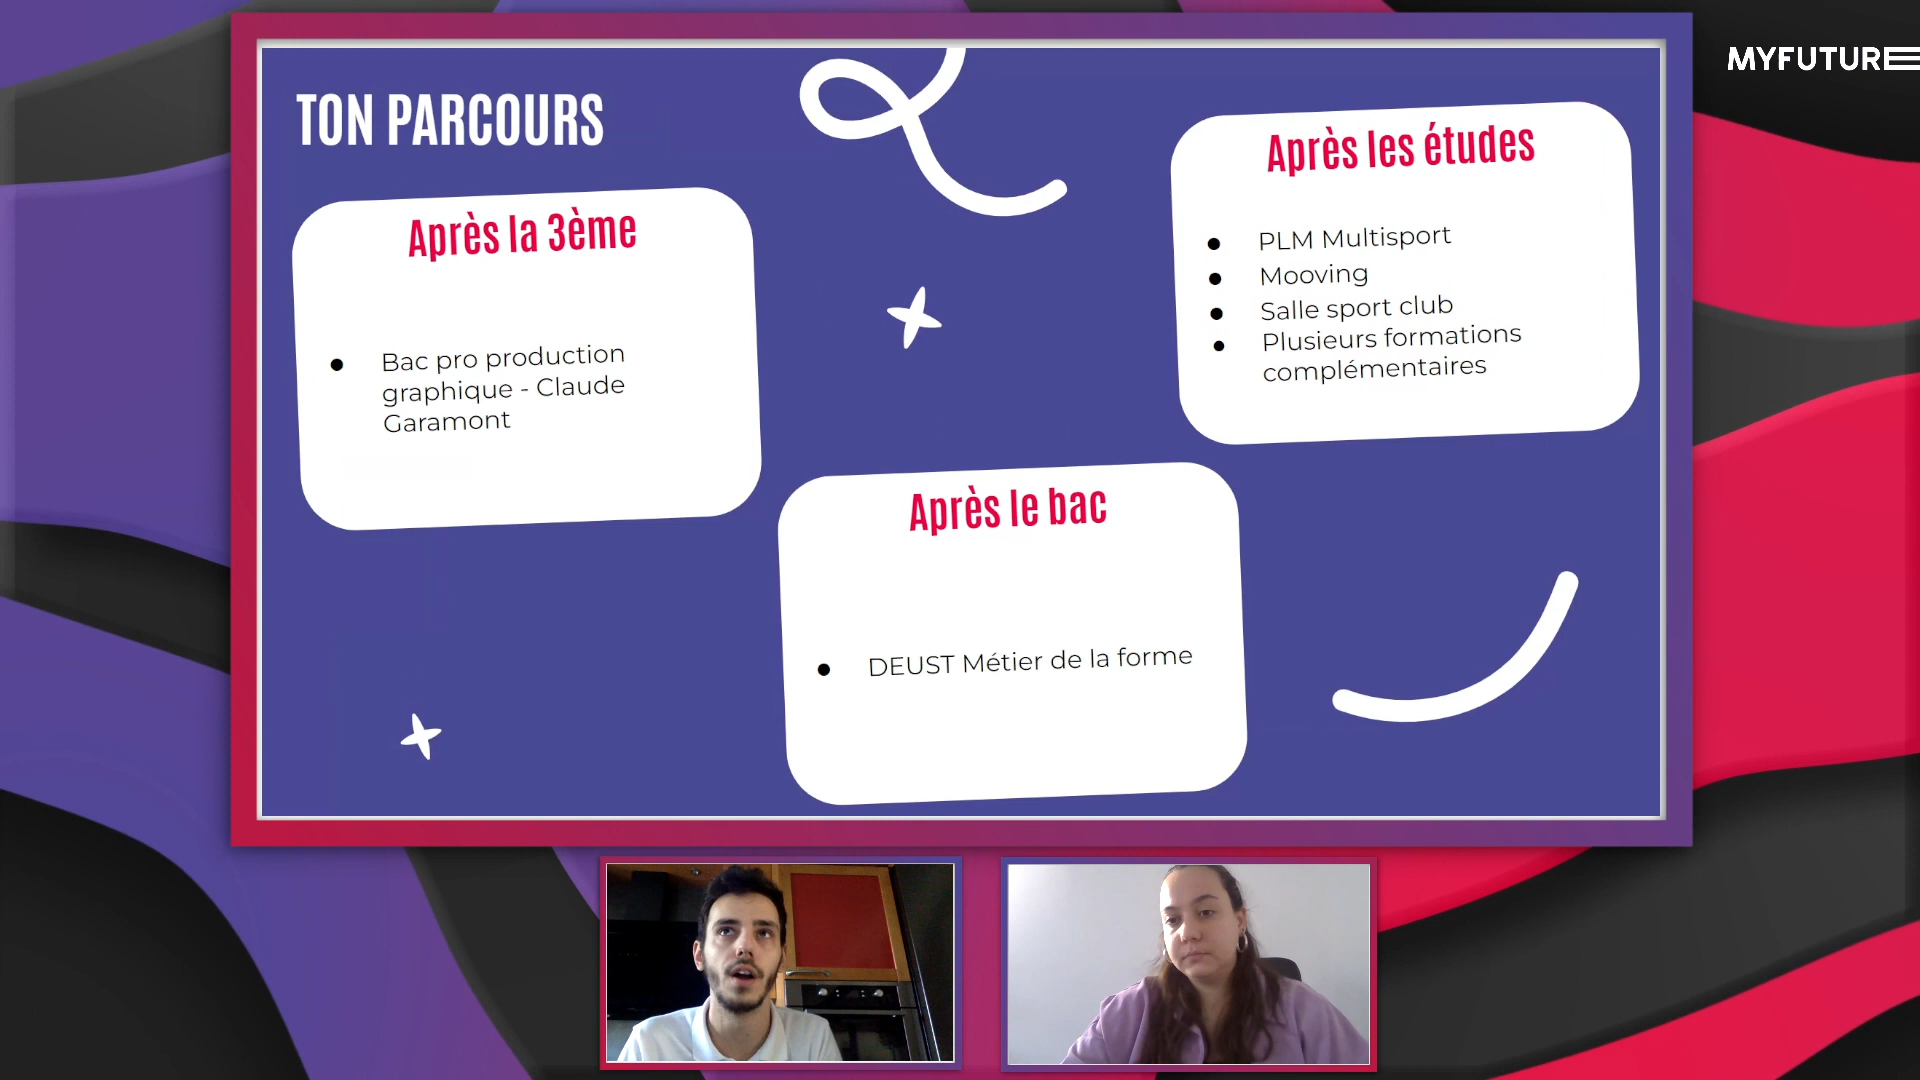 MYFUTURE
TON PARCOURS
Après la 3ème
● Bac pro production
graphique - Claude
Garamont
Après le bac
● DEUST Métier de la forme
Après les études
● PLM Multisport
● Mooving
● Salle sport club
● Plusieurs formations
complémentaires